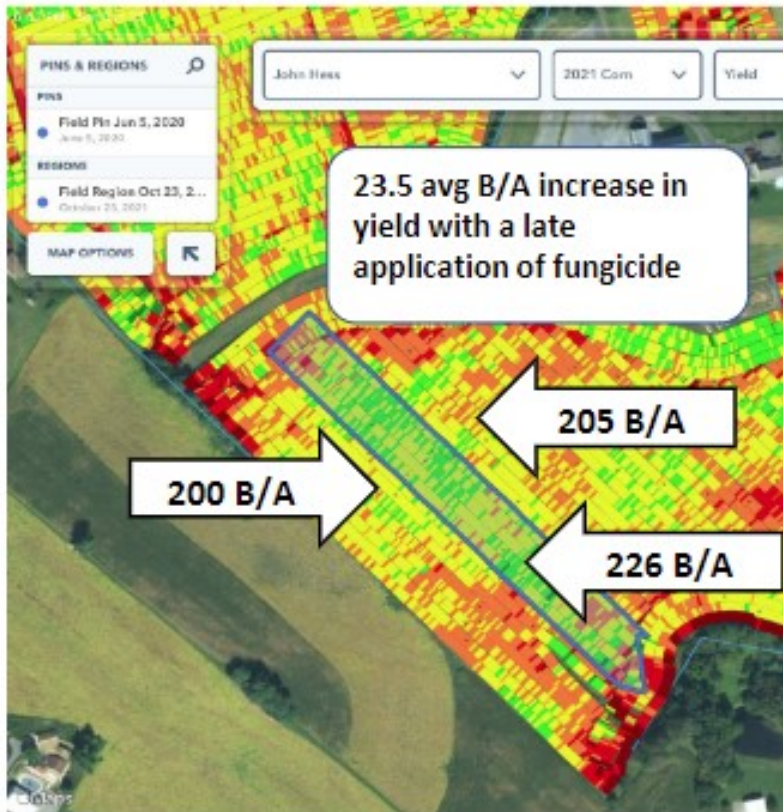 PINS & REGIONS
PINS
Field Pin Jun 5, 2020
June 5, 2020
REGIONS
Field Region Oct 23, 2...
October 23, 2021
MAP OPTIONS
John Hess
2021 Corn
Yield
23.5 avg B/A increase in
yield with a late
application of fungicide
205 B/A
200 B/A
226 B/A
Maps